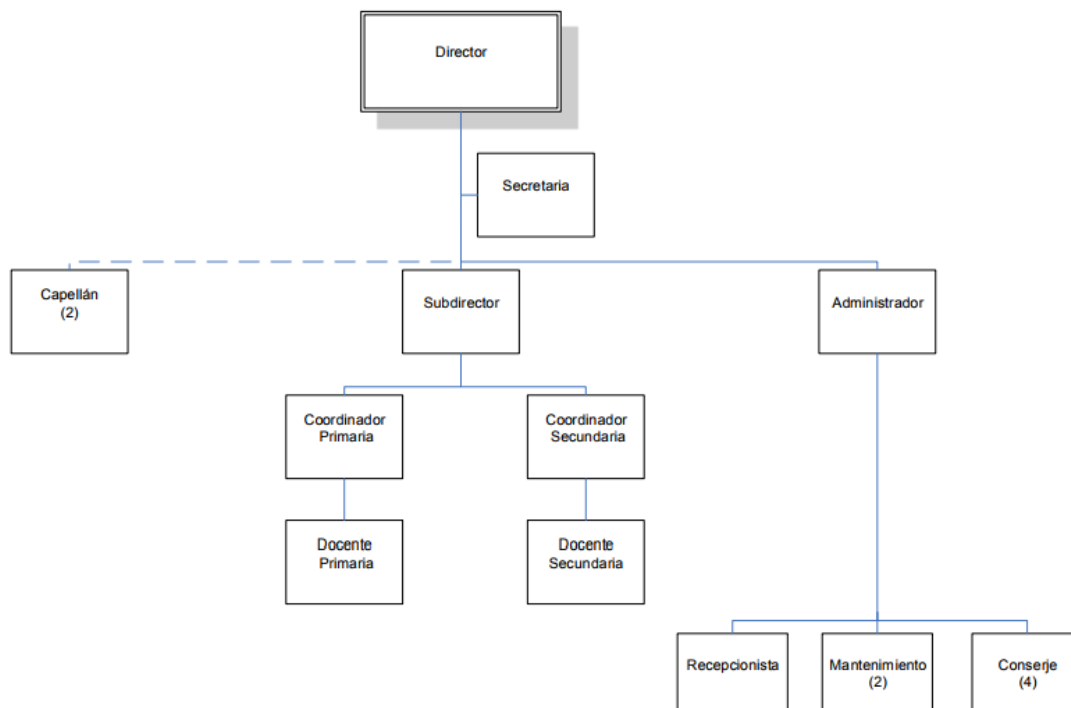 Director
Secretaria
Capellán
(2)
Subdirector
Administrador
Coordinador
Primaria
Coordinador
Secundaria
Docente
Primaria
Docente
Secundaria
Recepcionista
Mantenimiento
(2)
Conserje
(4)